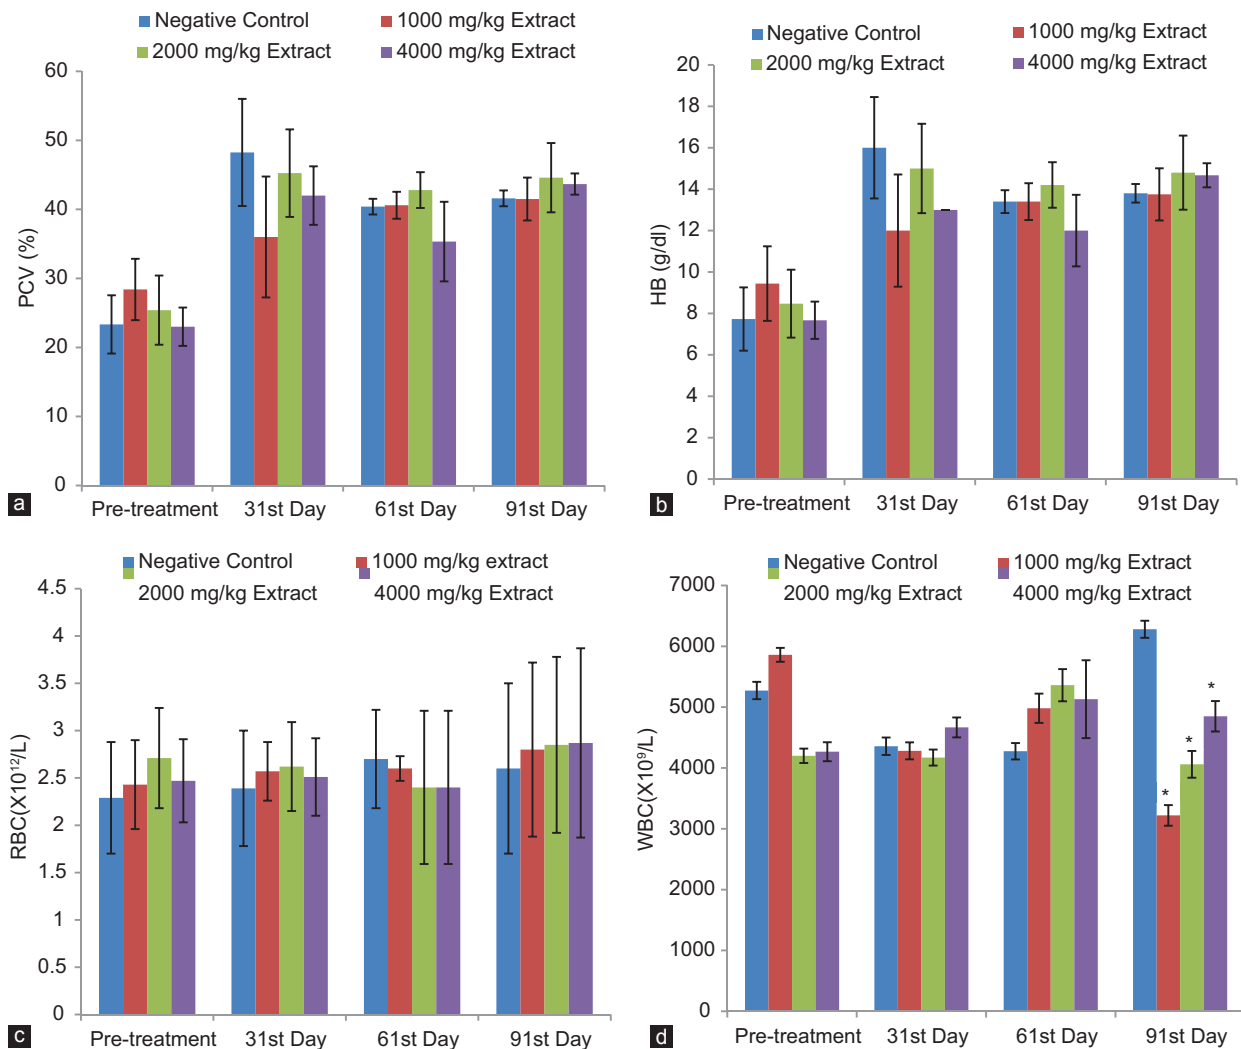 Negative Control
1000 mg/kg Extract
2000 mg/kg Extract
4000 mg/kg Extract
60
50
40
30
20
10
0
PCV (%)
Pre-treatment
31st Day
61st Day
91st Day
a
Negative Control
1000 mg/kg Extract
2000 mg/kg Extract
4000 mg/kg Extract
20
18
16
14
12
10
8
6
4
2
0
HB (g/dl)
Pre-treatment
31st Day
61st Day
91st Day
b
Negative Control
1000 mg/kg extract
2000 mg/kg Extract
4000 mg/kg Extract
4.5
4
3.5
3
2.5
2
1.5
1
0.5
0
RBC(X10¹²/L)
Pre-treatment
31st Day
61st Day
91st Day
c
Negative Control
1000 mg/kg Extract
2000 mg/kg Extract
4000 mg/kg Extract
7000
6000
5000
4000
3000
2000
1000
0
WBC(X10⁹/L)
*
*
*
Pre-treatment
31st Day
61st Day
91st Day
d